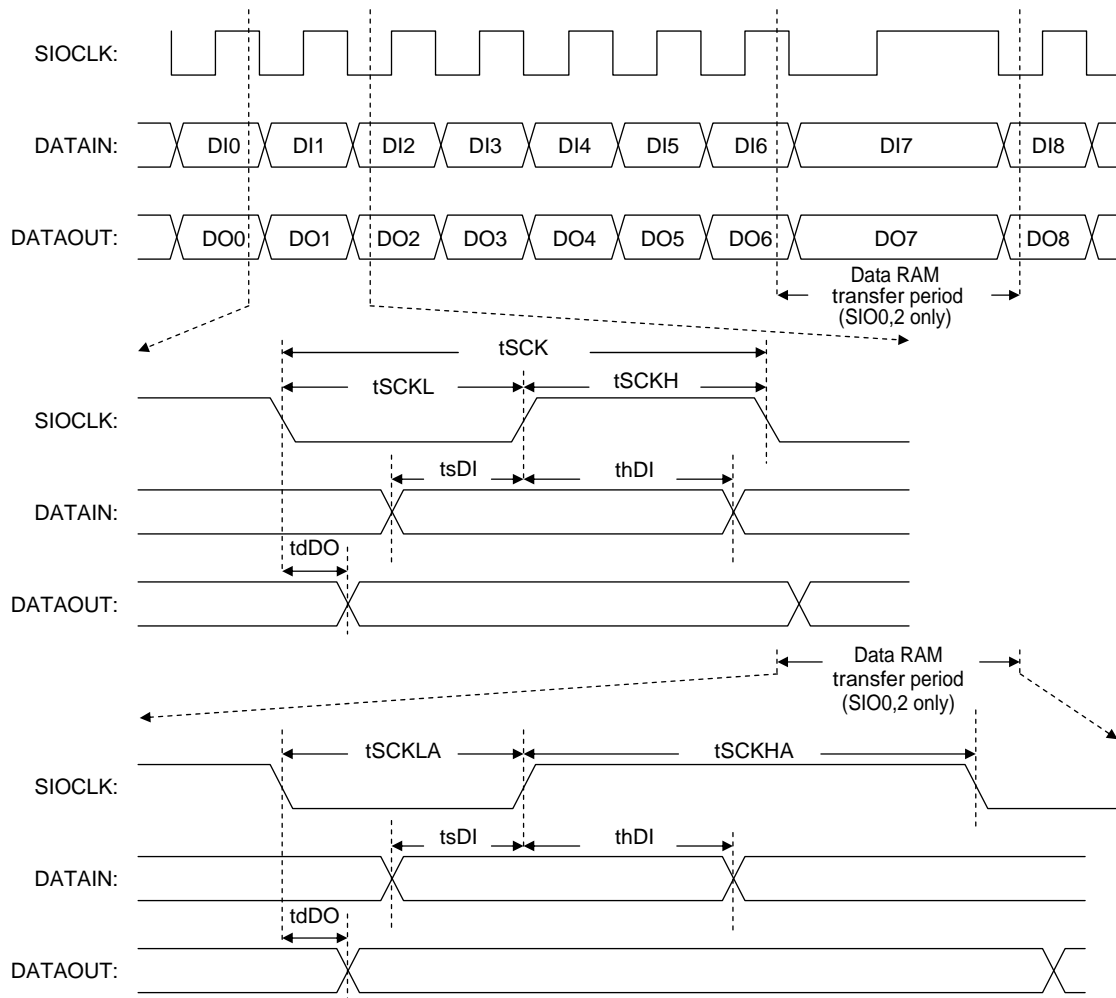 SIOCLK:
DATAIN: DI0 DI1 DI2 DI3 DI4 DI5 DI6 DI7 DI8
DATAOUT: DO0 DO1 DO2 DO3 DO4 DO5 DO6 DO7 DO8
Data RAM
transfer period
(SIO0,2 only)
tSCK
tSCKL tSCKH
SIOCLK:
tsDI thDI
DATAIN:
tdDO
DATAOUT:
Data RAM
transfer period
(SIO0,2 only)
tSCKLA tSCKHA
SIOCLK:
tsDI thDI
DATAIN:
tdDO
DATAOUT: